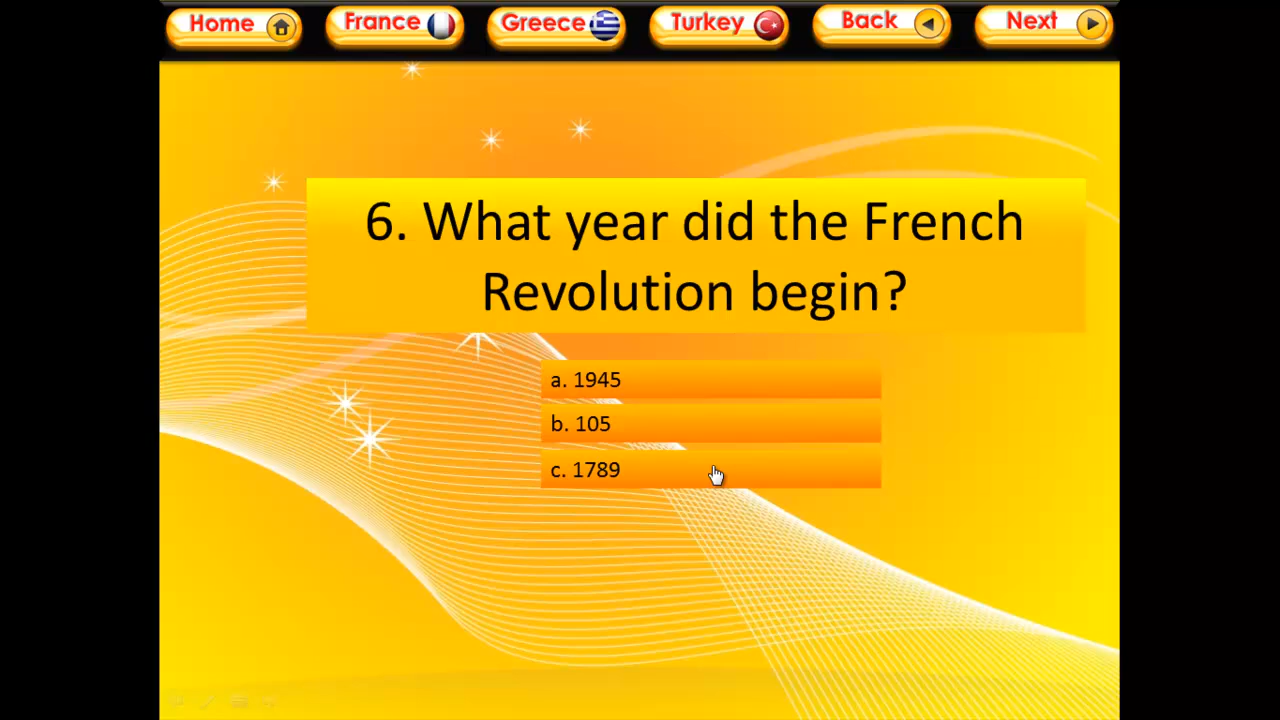 Home
France
Greece
Turkey
Back
Next
6. What year did the French
Revolution begin?
a. 1945
b. 105
c. 1789